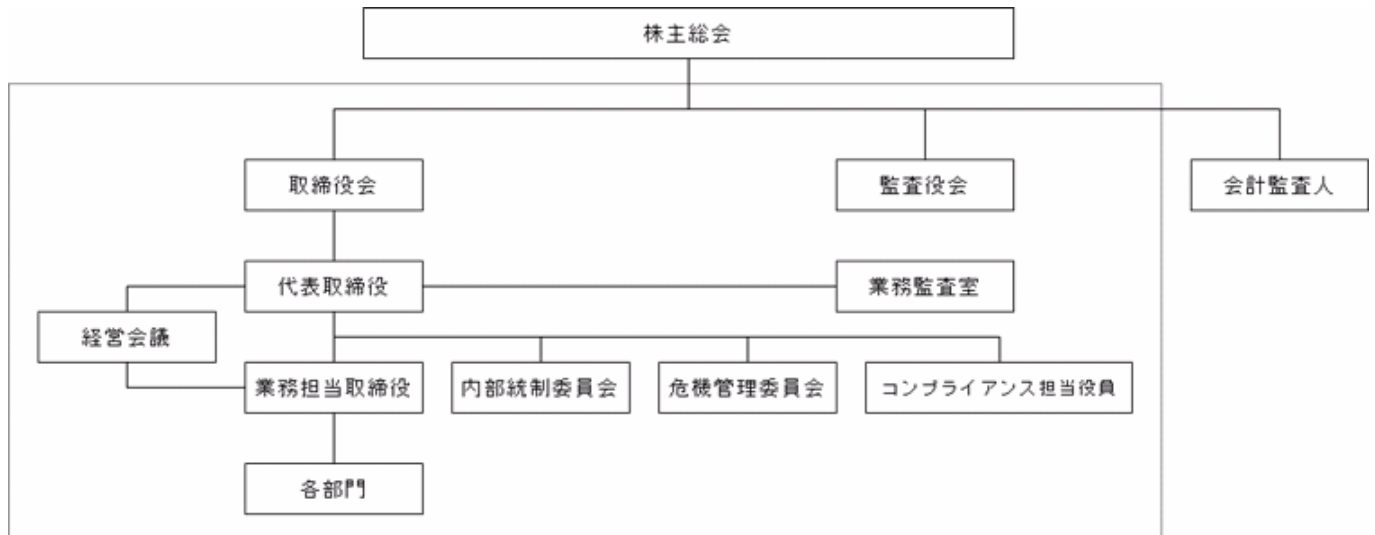 株主総会
取締役会
監査役会
会計監査人
代表取締役
業務監査室
経営会議
業務担当取締役
内部統制委員会
危機管理委員会
コンプライアンス担当役員
各部門